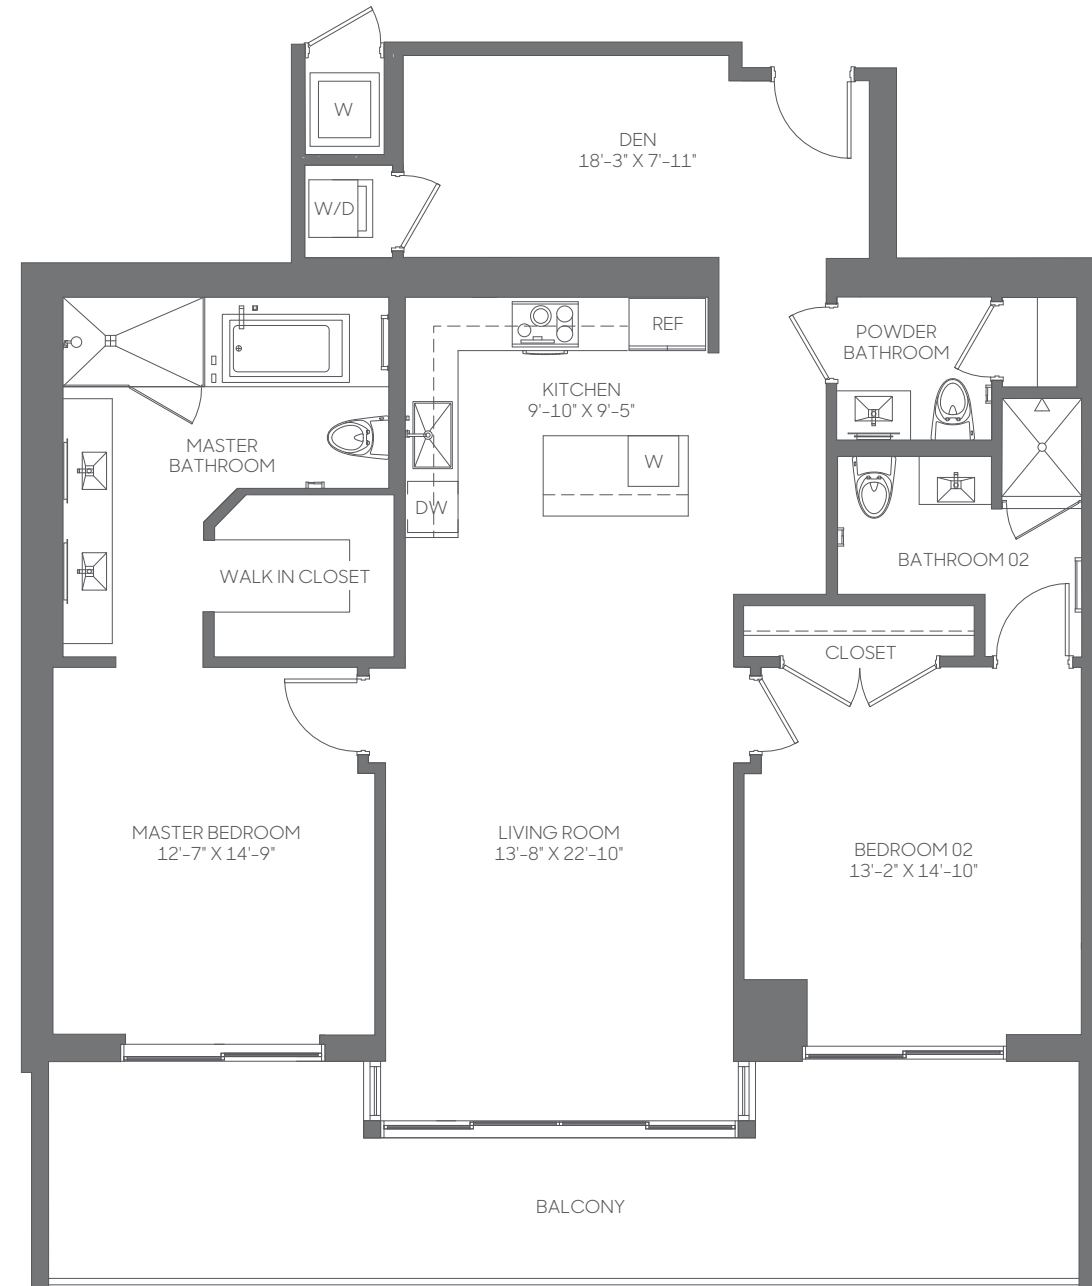 W
DEN
18'-3" X 7'-11"
W/D
REF
POWDER
BATHROOM
KITCHEN
9'-10" X 9'-5"
MASTER
BATHROOM
W
DW
BATHROOM 02
WALK IN CLOSET
CLOSET
MASTER BEDROOM
12'-7" X 14'-9"
LIVING ROOM
13'-8" X 22'-10"
BEDROOM 02
13'-2" X 14'-10"
BALCONY